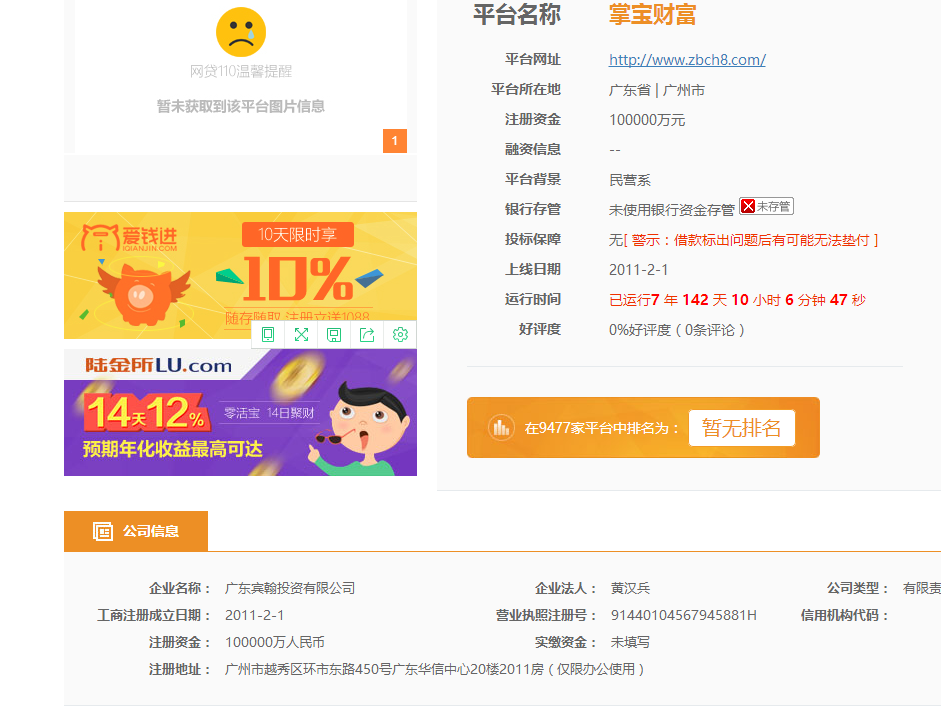 网贷110温馨提醒
暂未获取到该平台图片信息
1
平台名称 掌宝财富
平台网址 http://www.zbch8.com/
平台所在地 广东省 | 广州市
注册资金 100000万元
融资信息 --
平台背景 民营系
银行存管 未使用银行资金存管 未存管
投标保障 无[ 警示：借款标出问题后有可能无法垫付 ]
上线日期 2011-2-1
运行时间 已运行7 年 142 天 10 小时 6 分钟 47 秒
好评度 0%好评度（0条评论）
在9477家平台中排名为： 暂无排名
爱钱进
IQIANJIN.COM
10天限时享
10%
随存随取 注册立送1088
陆金所LU.com
14天12%
零活宝 14日聚财
预期年化收益最高可达
公司信息
企业名称： 广东宾翰投资有限公司 企业法人： 黄汉兵 公司类型： 有限责
工商注册成立日期： 2011-2-1 营业执照注册号： 91440104567945881H 信用机构代码：
注册资金： 100000万人民币 实缴资金： 未填写
注册地址： 广州市越秀区环市东路450号广东华信中心20楼2011房（仅限办公使用）